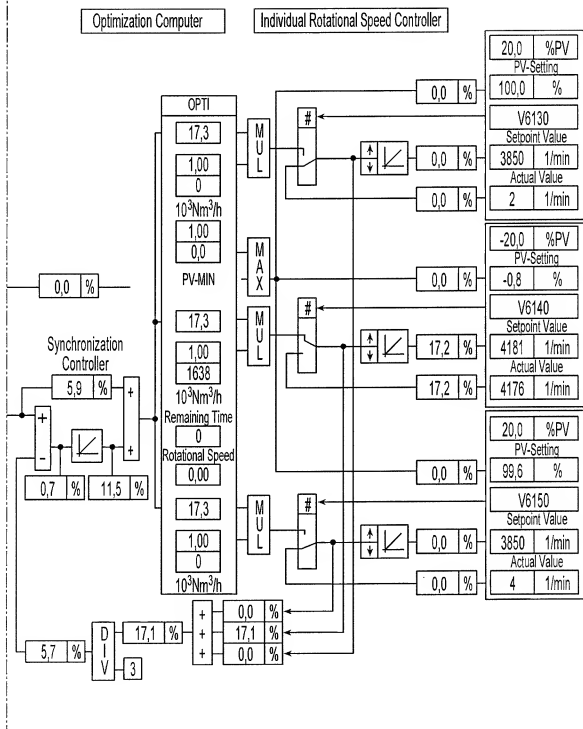 Optimization Computer
Individual Rotational Speed Controller
20,0 %PV
PV-Setting
100,0 %
V6130
Setpoint Value
3850 1/min
Actual Value
2 1/min
0,0 %
#
0,0 %
0,0 %
OPTI
17,3
1,00
0
10³Nm³/h
1,00
0,0
PV-MIN
17,3
1,00
1638
10³Nm³/h
Remaining Time
0
Rotational Speed
0,00
17,3
1,00
0
10³Nm³/h
MUL
MAX
MUL
MUL
-20,0 %PV
PV-Setting
-0,8 %
V6140
Setpoint Value
4181 1/min
Actual Value
4176 1/min
0,0 %
#
17,2 %
17,2 %
20,0 %PV
PV-Setting
99,6 %
V6150
Setpoint Value
3850 1/min
Actual Value
4 1/min
0,0 %
#
0,0 %
0,0 %
0,0 %
Synchronization
Controller
5,9 %
+
-
+
+
0,7 %
11,5 %
5,7 %
DIV
3
17,1 %
+ 0,0 %
+ 17,1 %
+ 0,0 %